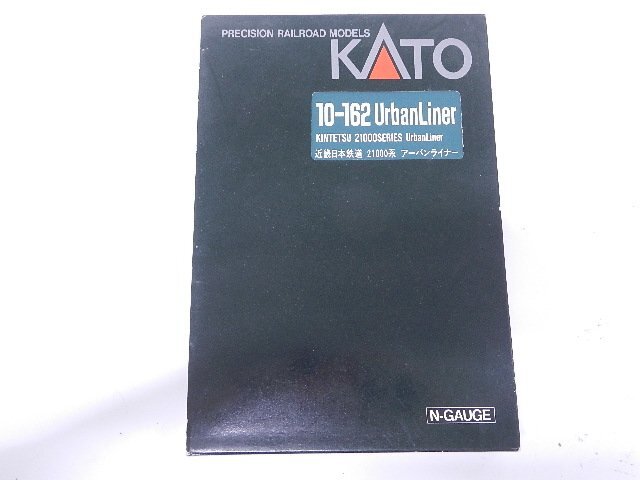 PRECISION RAILROAD MODELS
KATO
10-162 UrbanLiner
KINTETSU 21000SERIES UrbanLiner
近畿日本鉄道 21000系 アーバンライナー
N-GAUGE